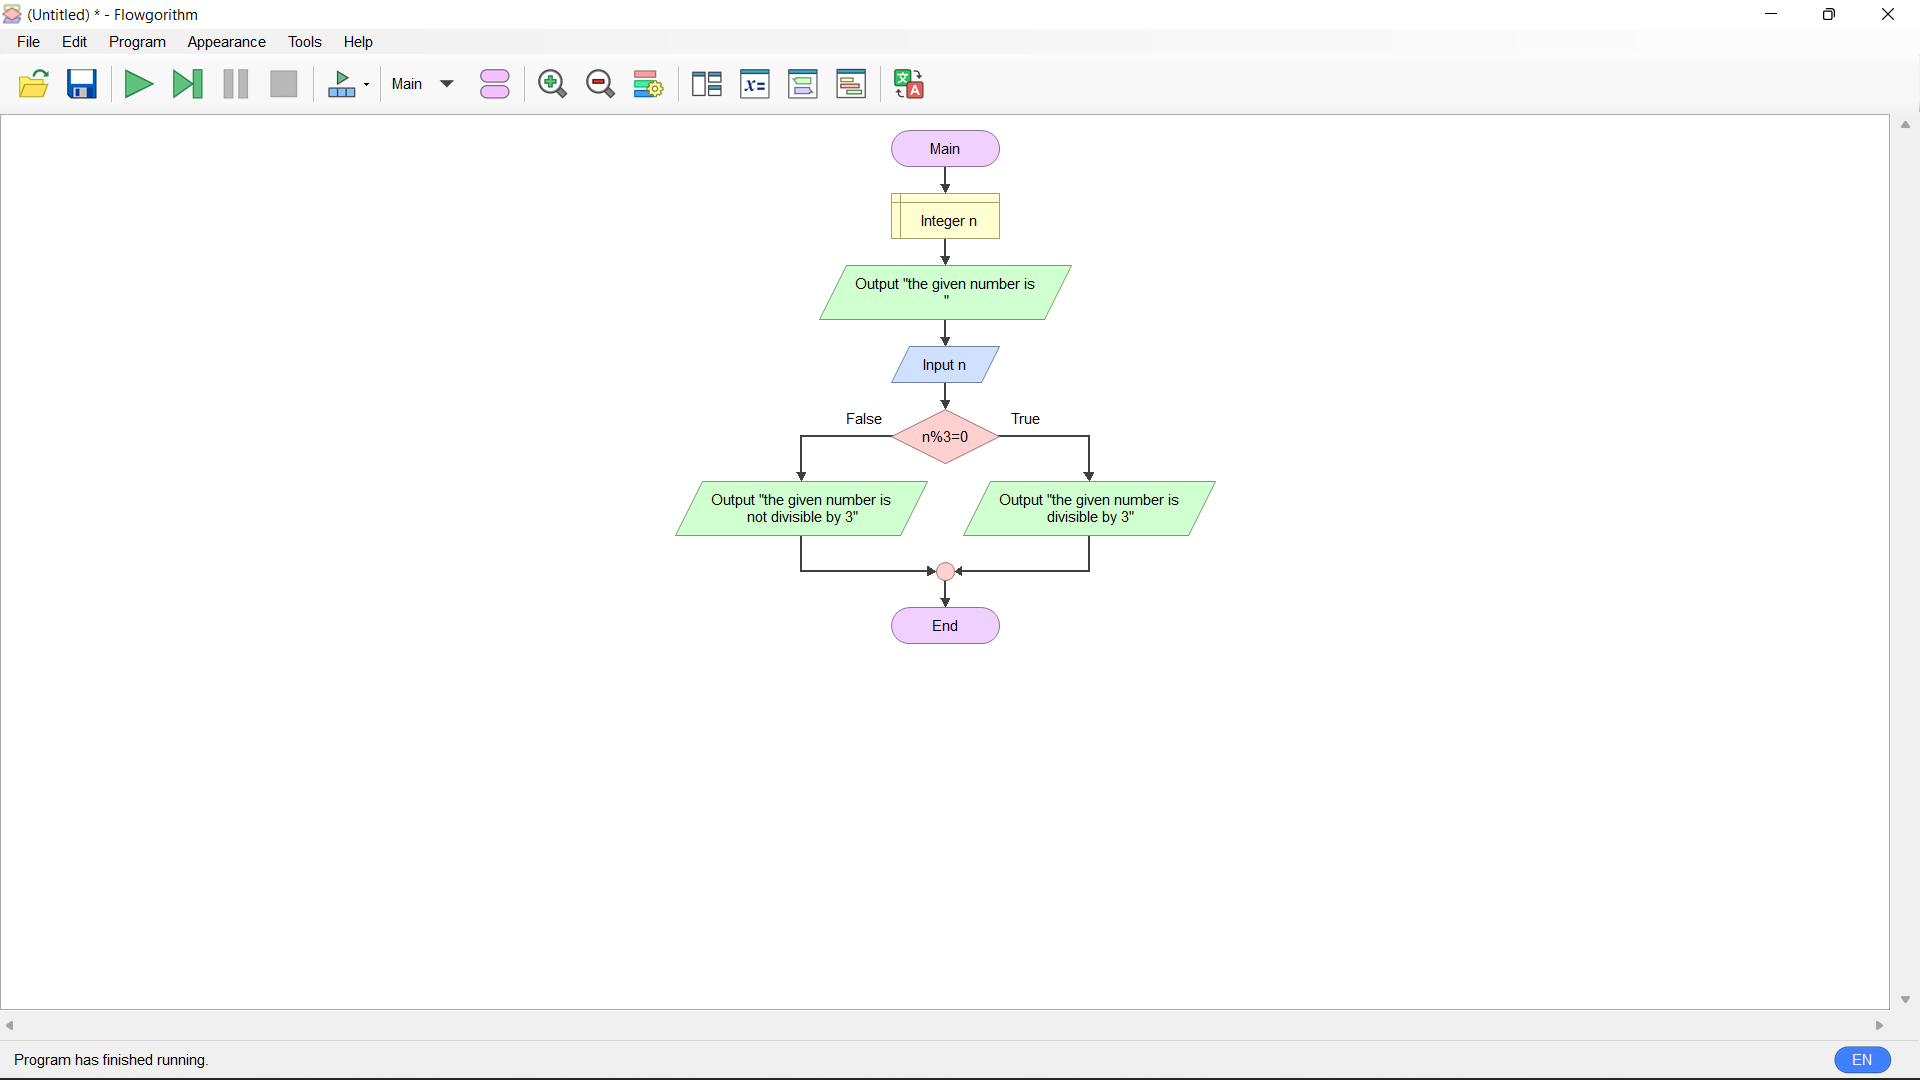 (Untitled) * - Flowgorithm
File Edit Program Appearance Tools Help
Main
x=
A
Main
Integer n
Output "the given number is
"
Input n
False
True
n%3=0
Output "the given number is
not divisible by 3"
Output "the given number is
divisible by 3"
End
Program has finished running.
EN